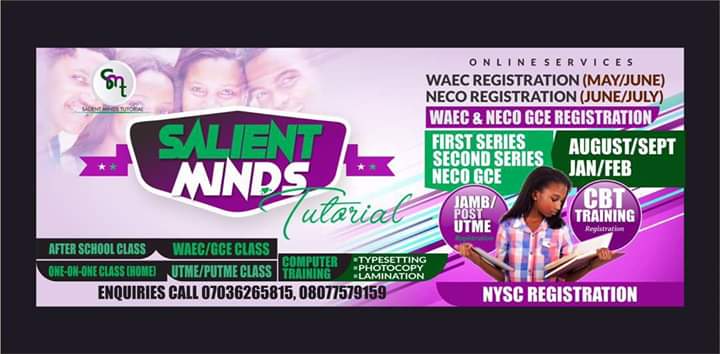 smt
SALIENT MINDS TUTORIAL
SALIENT
MINDS
Tutorial
ONLINE SERVICES
WAEC REGISTRATION (MAY/JUNE)
NECO REGISTRATION (JUNE/JULY)
WAEC & NECO GCE REGISTRATION
FIRST SERIES
SECOND SERIES
NECO GCE
AUGUST/SEPT
JAN/FEB
JAMB/
POST
UTME
Registration
CBT
TRAINING
Registration
NYSC REGISTRATION
AFTER SCHOOL CLASS
WAEC/GCE CLASS
ONE-ON-ONE CLASS (HOME)
UTME/PUTME CLASS
COMPUTER
TRAINING
TYPESETTING
PHOTOCOPY
LAMINATION
ENQUIRIES CALL 07036265815, 08077579159